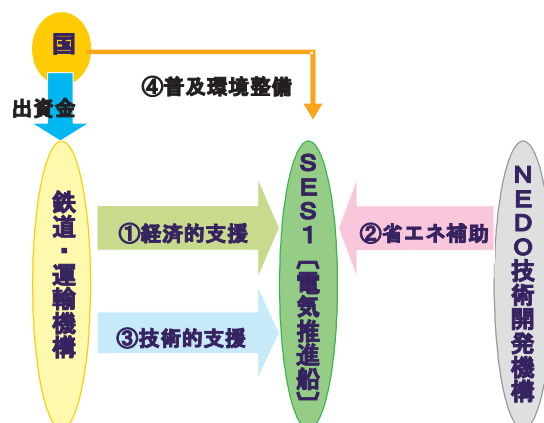 国
④普及環境整備
出資金
鉄道・運輸機構
①経済的支援
③技術的支援
SES1〔電気推進船〕
②省エネ補助
NEDO技術開発機構